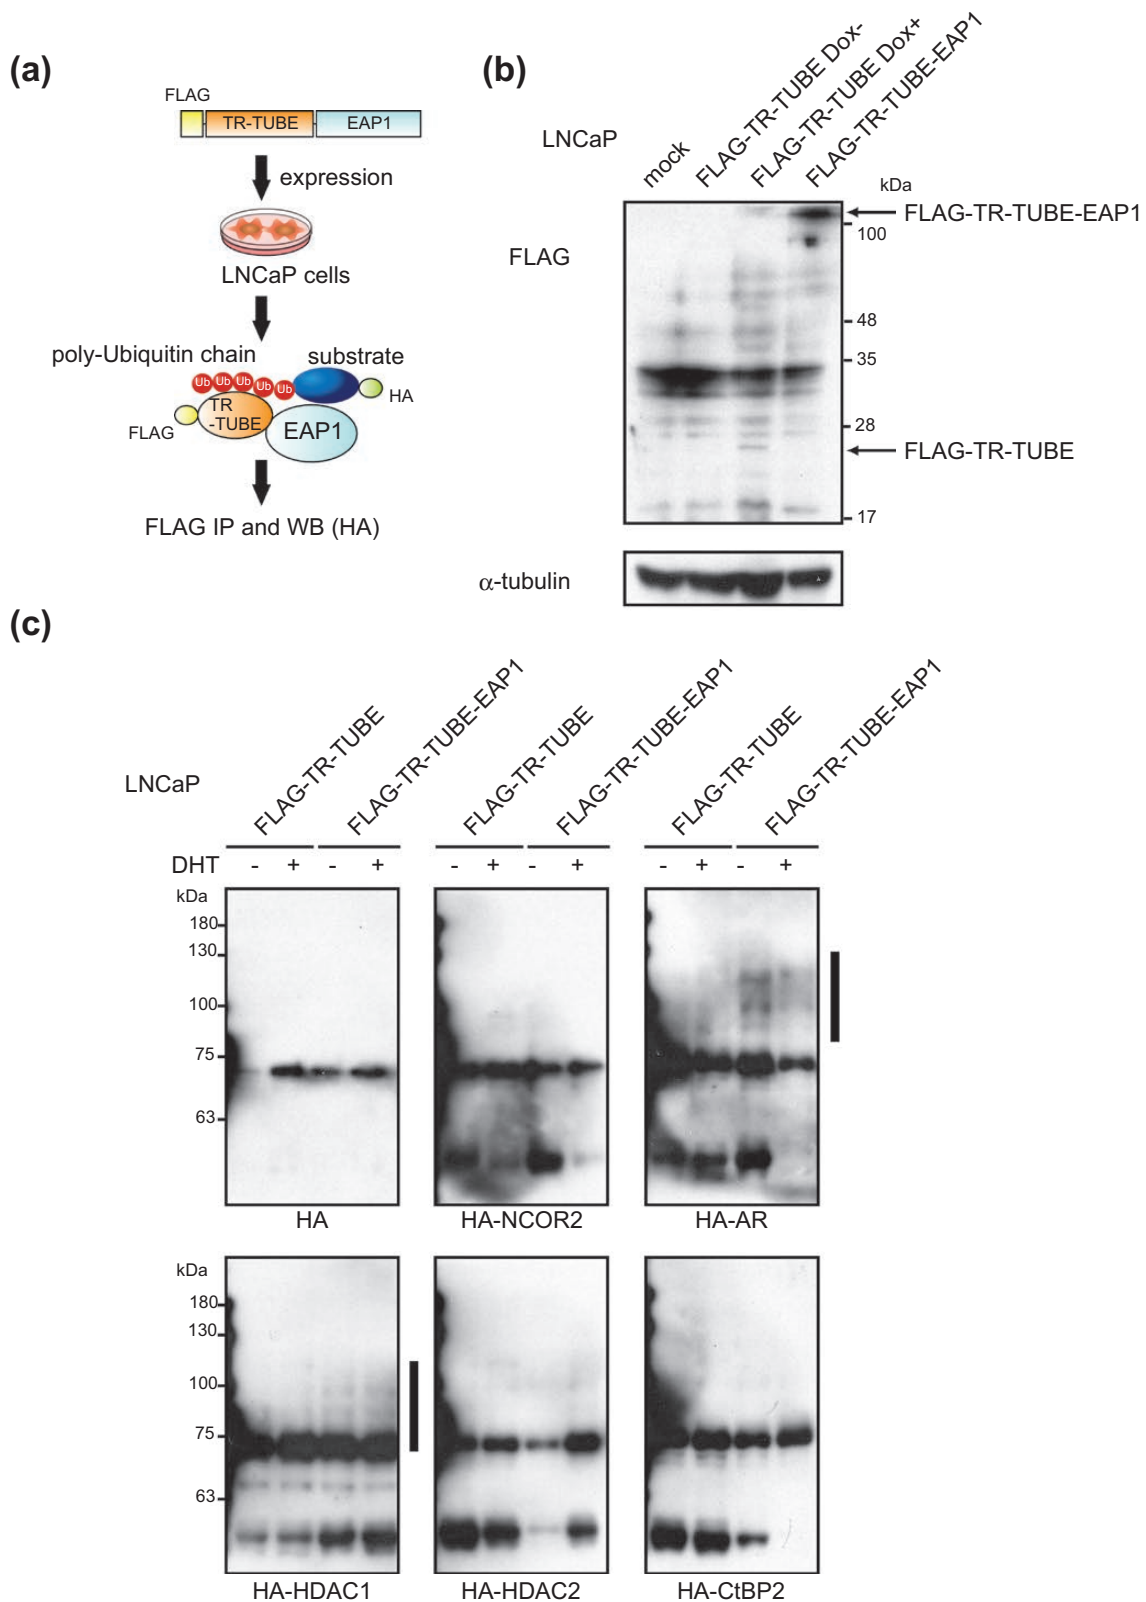 (a)
FLAG
TR-TUBE EAP1
expression
LNCaP cells
poly-Ubiquitin chain substrate
Ub Ub Ub Ub Ub
HA
TR
-TUBE
FLAG
EAP1
FLAG IP and WB (HA)
(b)
LNCaP
mock
FLAG-TR-TUBE Dox-
FLAG-TR-TUBE Dox+
FLAG-TR-TUBE-EAP1
kDa
FLAG-TR-TUBE-EAP1
100
FLAG
48
35
28
FLAG-TR-TUBE
17
α-tubulin
(c)
LNCaP
FLAG-TR-TUBE
FLAG-TR-TUBE-EAP1
FLAG-TR-TUBE
FLAG-TR-TUBE-EAP1
FLAG-TR-TUBE
FLAG-TR-TUBE-EAP1
DHT - + - + - + - + - + - +
kDa
180
130
100
75
63
HA HA-NCOR2 HA-AR
kDa
180
130
100
75
63
HA-HDAC1 HA-HDAC2 HA-CtBP2